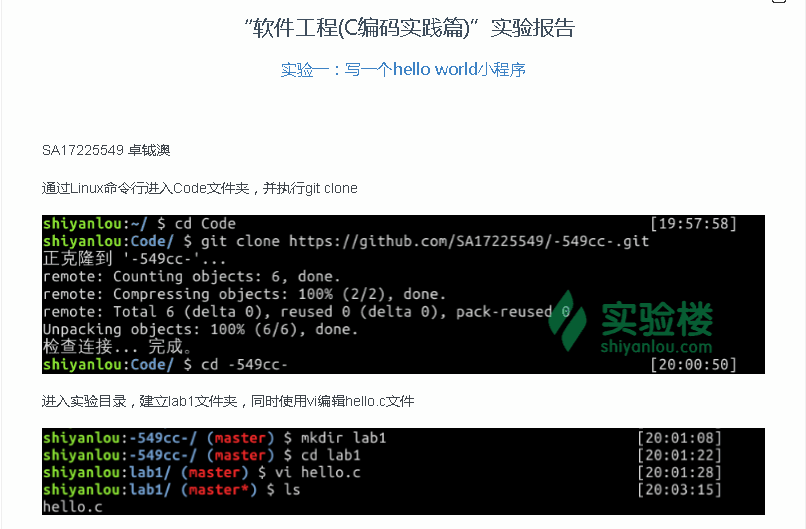 “软件工程(C编码实践篇)”实验报告
实验一：写一个hello world小程序
SA17225549 卓钺澳
通过Linux命令行进入Code文件夹，并执行git clone
shiyanlou:~/ $ cd Code [19:57:58]
shiyanlou:Code/ $ git clone https://github.com/SA17225549/-549cc-.git
正克隆到 '-549cc-'...
remote: Counting objects: 6, done.
remote: Compressing objects: 100% (2/2), done.
remote: Total 6 (delta 0), reused 0 (delta 0), pack-reused 0
Unpacking objects: 100% (6/6), done.
检查连接... 完成。
shiyanlou:Code/ $ cd -549cc- [20:00:50]
实验楼
shiyanlou.com
进入实验目录，建立lab1文件夹，同时使用vi编辑hello.c文件
shiyanlou:-549cc-/ (master) $ mkdir lab1 [20:01:08]
shiyanlou:-549cc-/ (master) $ cd lab1 [20:01:22]
shiyanlou:lab1/ (master) $ vi hello.c [20:01:28]
shiyanlou:lab1/ (master*) $ ls [20:03:15]
hello.c